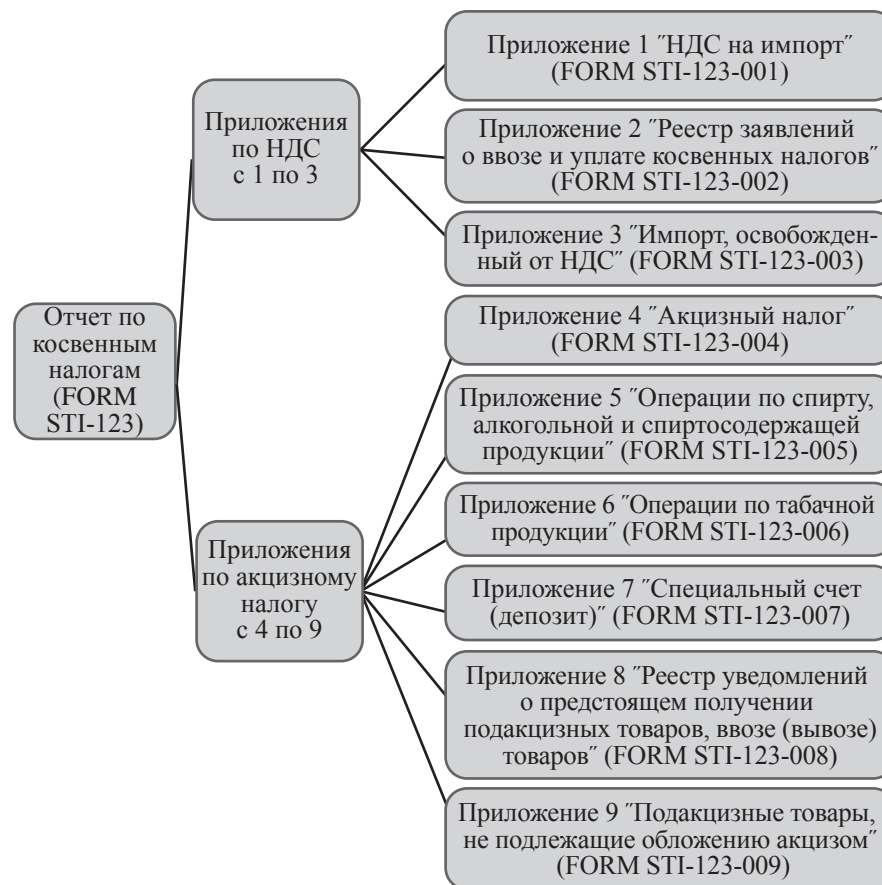 Отчет по
косвенным
налогам
(FORM
STI-123)
Приложения
по НДС
с 1 по 3
Приложение 1 ″НДС на импорт″
(FORM STI-123-001)
Приложение 2 ″Реестр заявлений
о ввозе и уплате косвенных налогов″
(FORM STI-123-002)
Приложение 3 ″Импорт, освобожден-
ный от НДС″ (FORM STI-123-003)
Приложения
по акцизному
налогу
с 4 по 9
Приложение 4 ″Акцизный налог″
(FORM STI-123-004)
Приложение 5 ″Операции по спирту,
алкогольной и спиртосодержащей
продукции″ (FORM STI-123-005)
Приложение 6 ″Операции по табачной
продукции″ (FORM STI-123-006)
Приложение 7 ″Специальный счет
(депозит)″ (FORM STI-123-007)
Приложение 8 ″Реестр уведомлений
о предстоящем получении
подакцизных товаров, ввозе (вывозе)
товаров″ (FORM STI-123-008)
Приложение 9 ″Подакцизные товары,
не подлежащие обложению акцизом″
(FORM STI-123-009)